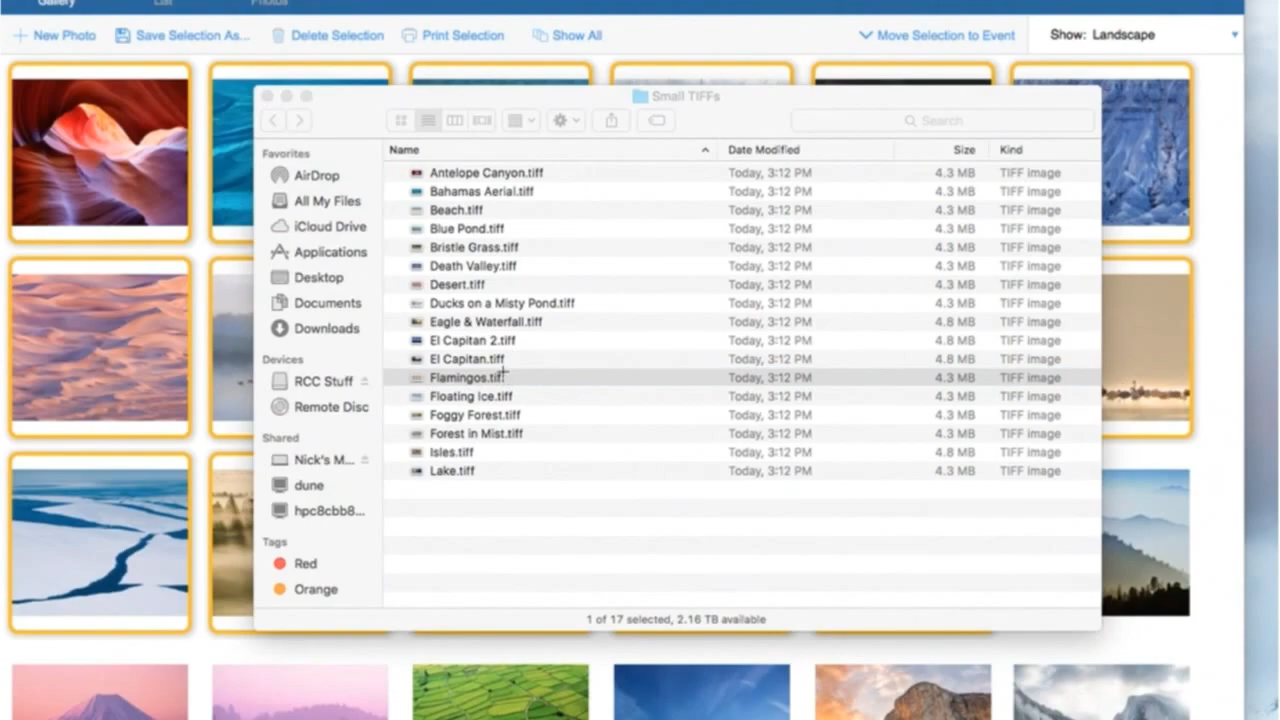 Gallery List Photos
New Photo Save Selection As... Delete Selection Print Selection Show All Move Selection to Event Show: Landscape
Small TIFFs
Search
Favorites
AirDrop
All My Files
iCloud Drive
Applications
Desktop
Documents
Downloads
Devices
RCC Stuff
Remote Disc
Shared
Nick's M...
dune
hpc8cbb8...
Tags
Red
Orange
Name Date Modified Size Kind
Antelope Canyon.tiff Today, 3:12 PM 4.3 MB TIFF image
Bahamas Aerial.tiff Today, 3:12 PM 4.3 MB TIFF image
Beach.tiff Today, 3:12 PM 4.3 MB TIFF image
Blue Pond.tiff Today, 3:12 PM 4.3 MB TIFF image
Bristle Grass.tiff Today, 3:12 PM 4.3 MB TIFF image
Death Valley.tiff Today, 3:12 PM 4.3 MB TIFF image
Desert.tiff Today, 3:12 PM 4.3 MB TIFF image
Ducks on a Misty Pond.tiff Today, 3:12 PM 4.3 MB TIFF image
Eagle & Waterfall.tiff Today, 3:12 PM 4.8 MB TIFF image
El Capitan 2.tiff Today, 3:12 PM 4.8 MB TIFF image
El Capitan.tiff Today, 3:12 PM 4.8 MB TIFF image
Flamingos.tiff Today, 3:12 PM 4.3 MB TIFF image
Floating Ice.tiff Today, 3:12 PM 4.3 MB TIFF image
Foggy Forest.tiff Today, 3:12 PM 4.3 MB TIFF image
Forest in Mist.tiff Today, 3:12 PM 4.3 MB TIFF image
Isles.tiff Today, 3:12 PM 4.8 MB TIFF image
Lake.tiff Today, 3:12 PM 4.3 MB TIFF image
1 of 17 selected, 2.16 TB available